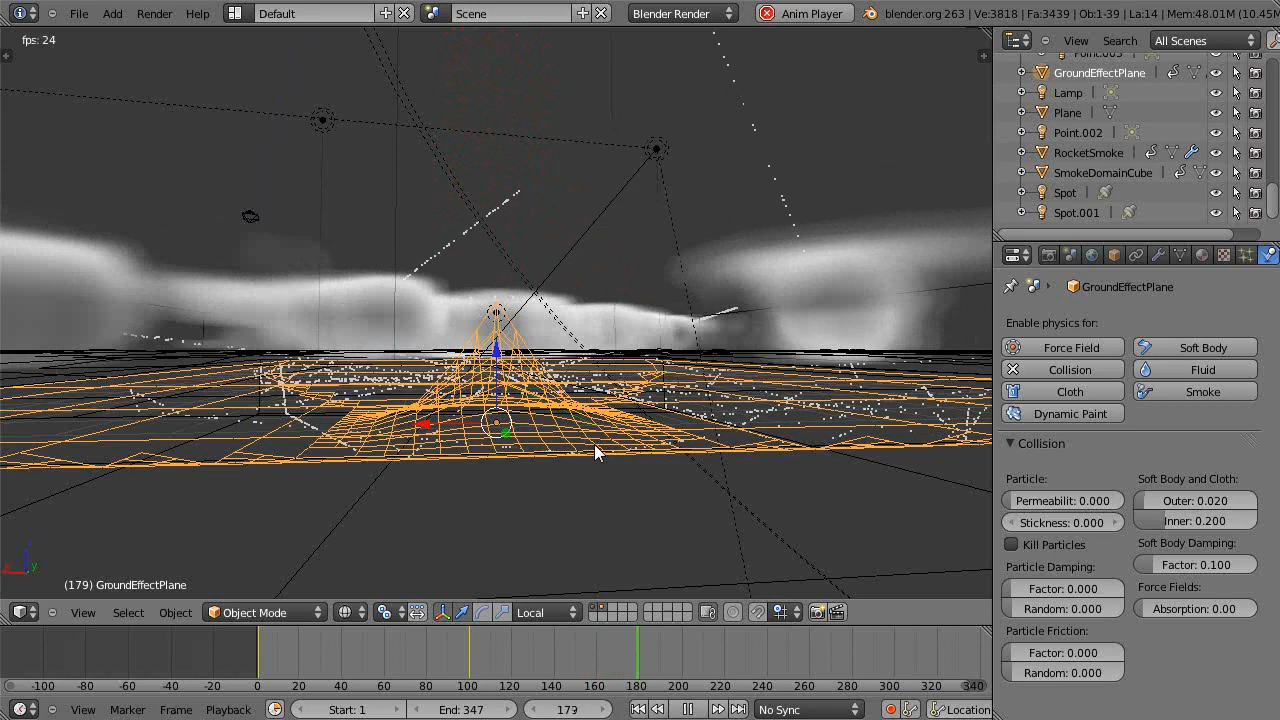 File Add Render Help Default Scene Blender Render Anim Player blender.org 263 | Ve:3818 | Fa:3439 | Ob:1-39 | La:14 | Mem:48.01M (10.45M
fps: 24
View Search All Scenes
GroundEffectPlane
Lamp
Plane
Point.002
RocketSmoke
SmokeDomainCube
Spot
Spot.001
GroundEffectPlane
Enable physics for:
Force Field Soft Body
Collision Fluid
Cloth Smoke
Dynamic Paint
Collision
Particle: Soft Body and Cloth:
Permeabilit: 0.000 Outer: 0.020
Stickness: 0.000 Inner: 0.200
Kill Particles Soft Body Damping:
Particle Damping: Factor: 0.100
Factor: 0.000 Force Fields:
Random: 0.000 Absorption: 0.00
Particle Friction:
Factor: 0.000
Random: 0.000
x y
(179) GroundEffectPlane
View Select Object Object Mode Local
-100 -80 -60 -40 -20 0 20 40 60 80 100 120 140 160 180 200 220 240 260 280 300 320 340
View Marker Frame Playback Start: 1 End: 347 179 No Sync Location